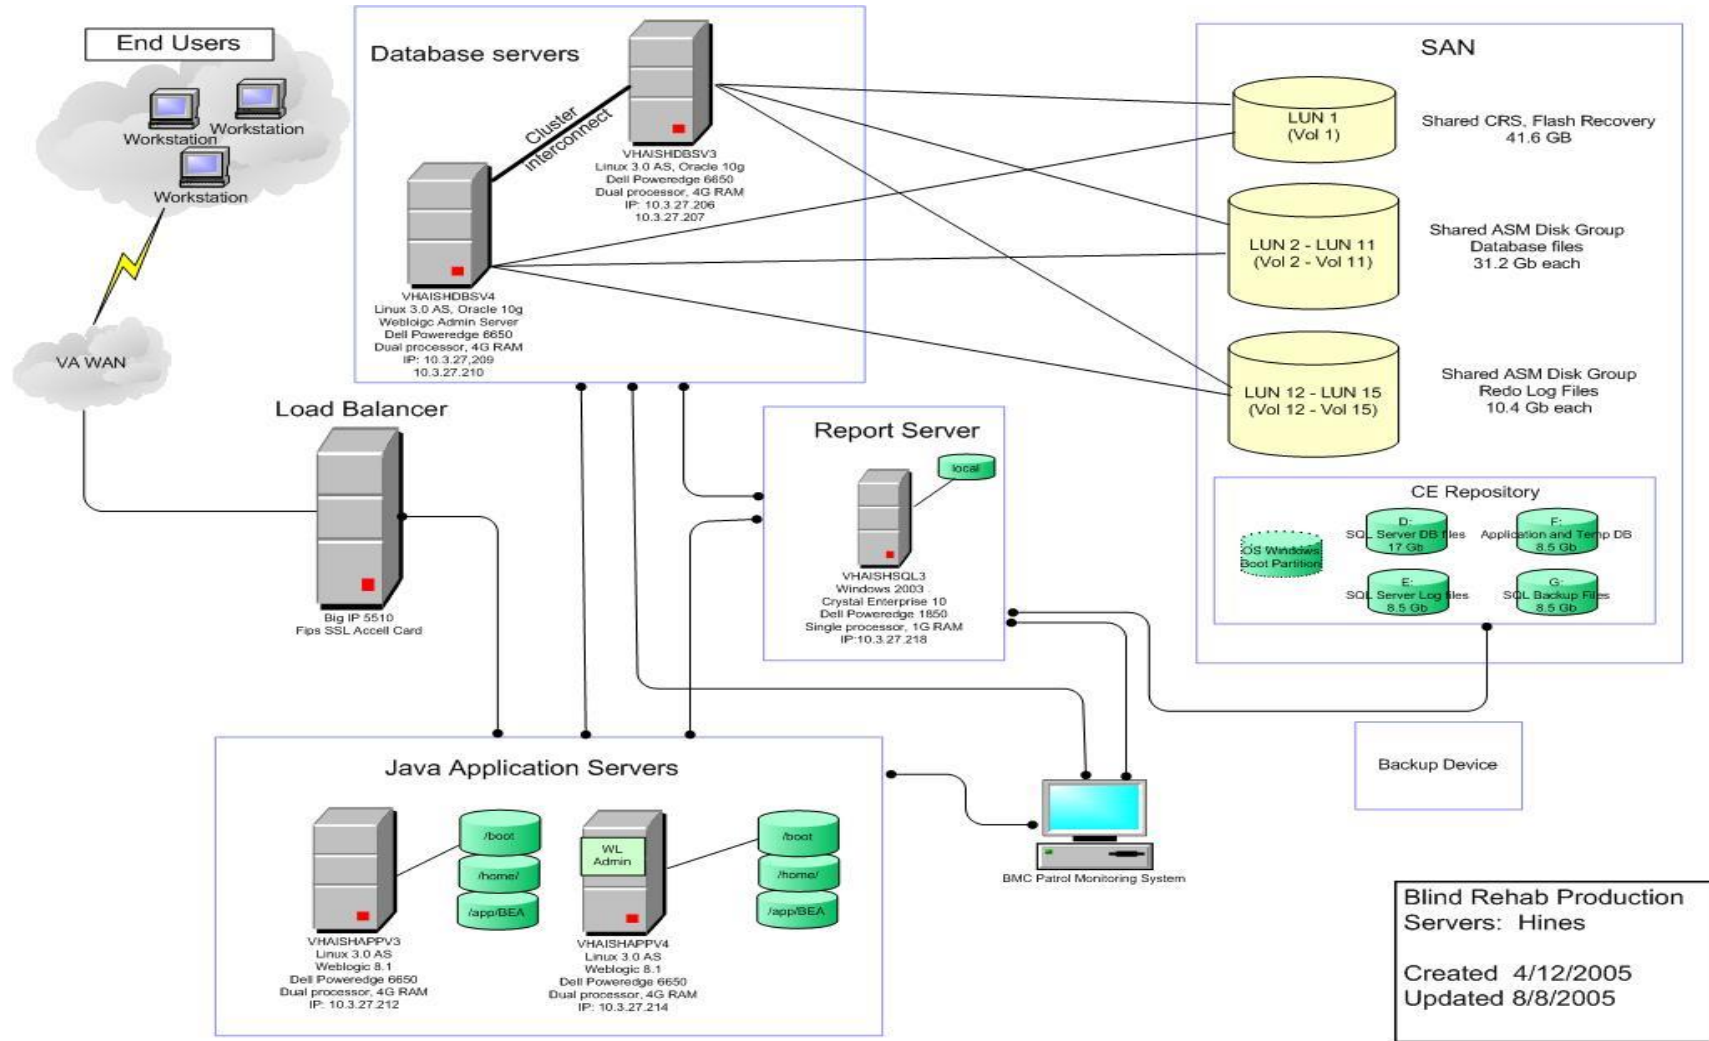 End Users
Workstation
Workstation
Workstation
VA WAN
Database servers
Cluster
interconnect
VHAISHDBSV3
Linux 3.0 AS, Oracle 10g
Dell Poweredge 6650
Dual processor, 4G RAM
IP: 10.3.27.206
10.3.27.207
VHAISHDBSV4
Linux 3.0 AS, Oracle 10g
Webloigc Admin Server
Dell Poweredge 6650
Dual processor, 4G RAM
IP: 10.3.27,209
10.3.27.210
SAN
LUN 1
(Vol 1)
Shared CRS, Flash Recovery
41.6 GB
LUN 2 - LUN 11
(Vol 2 - Vol 11)
Shared ASM Disk Group
Database files
31.2 Gb each
LUN 12 - LUN 15
(Vol 12 - Vol 15)
Shared ASM Disk Group
Redo Log Files
10.4 Gb each
CE Repository
OS Windows
Boot Partition
D:
SQL Server DB files
17 Gb
F:
Application and Temp DB
8.5 Gb
E:
SQL Server Log files
8.5 Gb
G:
SQL Backup Files
8.5 Gb
Load Balancer
Big IP 5510
Fips SSL Accell Card
Report Server
local
VHAISHSQL3
Windows 2003
Crystal Enterprise 10
Dell Poweredge 1850
Single processor, 1G RAM
IP:10.3.27.218
Backup Device
Java Application Servers
/boot
/home/
/app/BEA
VHAISHAPPV3
Linux 3.0 AS
Weblogic 8.1
Dell Poweredge 6650
Dual processor, 4G RAM
IP: 10.3.27.212
WL
Admin
/boot
/home/
/app/BEA
VHAISHAPPV4
Linux 3.0 AS
Weblogic 8.1
Dell Poweredge 6650
Dual processor, 4G RAM
IP: 10.3.27.214
BMC Patrol Monitoring System
Blind Rehab Production
Servers: Hines
Created 4/12/2005
Updated 8/8/2005